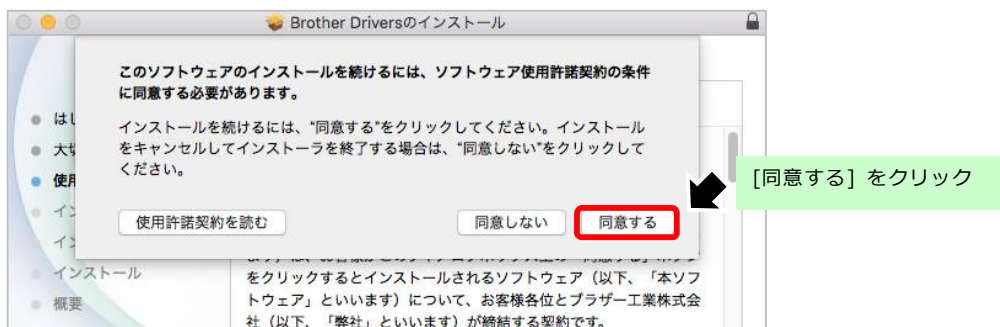 Brother Driversのインストール
このソフトウェアのインストールを続けるには、ソフトウェア使用許諾契約の条件
に同意する必要があります。
インストールを続けるには、“同意する”をクリックしてください。インストール
をキャンセルしてインストーラを終了する場合は、“同意しない”をクリックして
ください。
使用許諾契約を読む
同意しない
同意する
[同意する] をクリック
はじ
大切
使用
イン
イン
インストール
概要
をクリックするとインストールされるソフトウェア（以下、「本ソフ
トウェア」といいます）について、お客様各位とブラザー工業株式会
社（以下、「弊社」といいます）が締結する契約です。